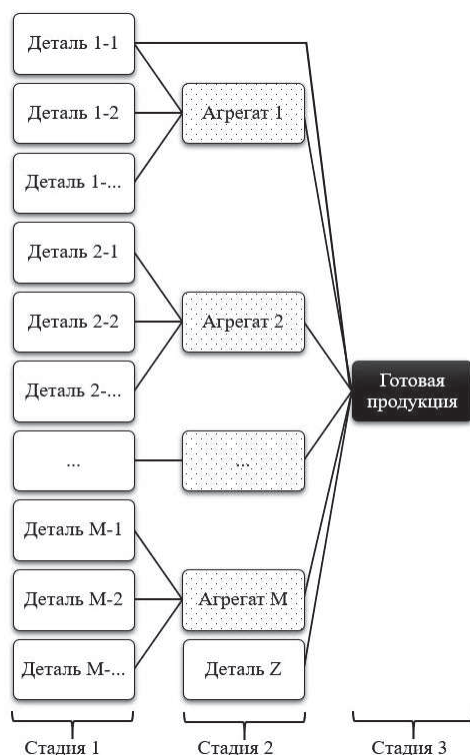 Деталь 1-1
Деталь 1-2
Агрегат 1
Деталь 1-...
Деталь 2-1
Деталь 2-2
Агрегат 2
Деталь 2-...
Готовая
продукция
...
...
Деталь M-1
Деталь M-2
Агрегат M
Деталь M-...
Деталь Z
Стадия 1
Стадия 2
Стадия 3